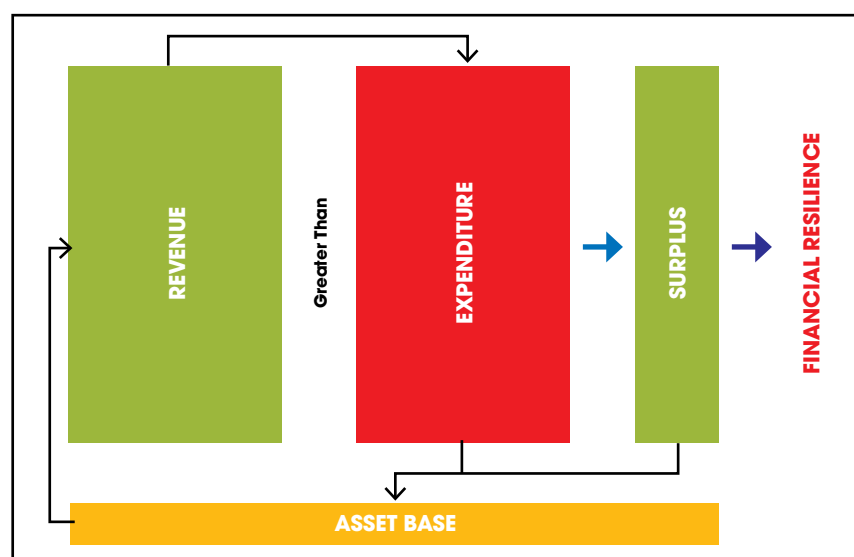 REVENUE
Greater Than
EXPENDITURE
SURPLUS
FINANCIAL RESILIENCE
ASSET BASE